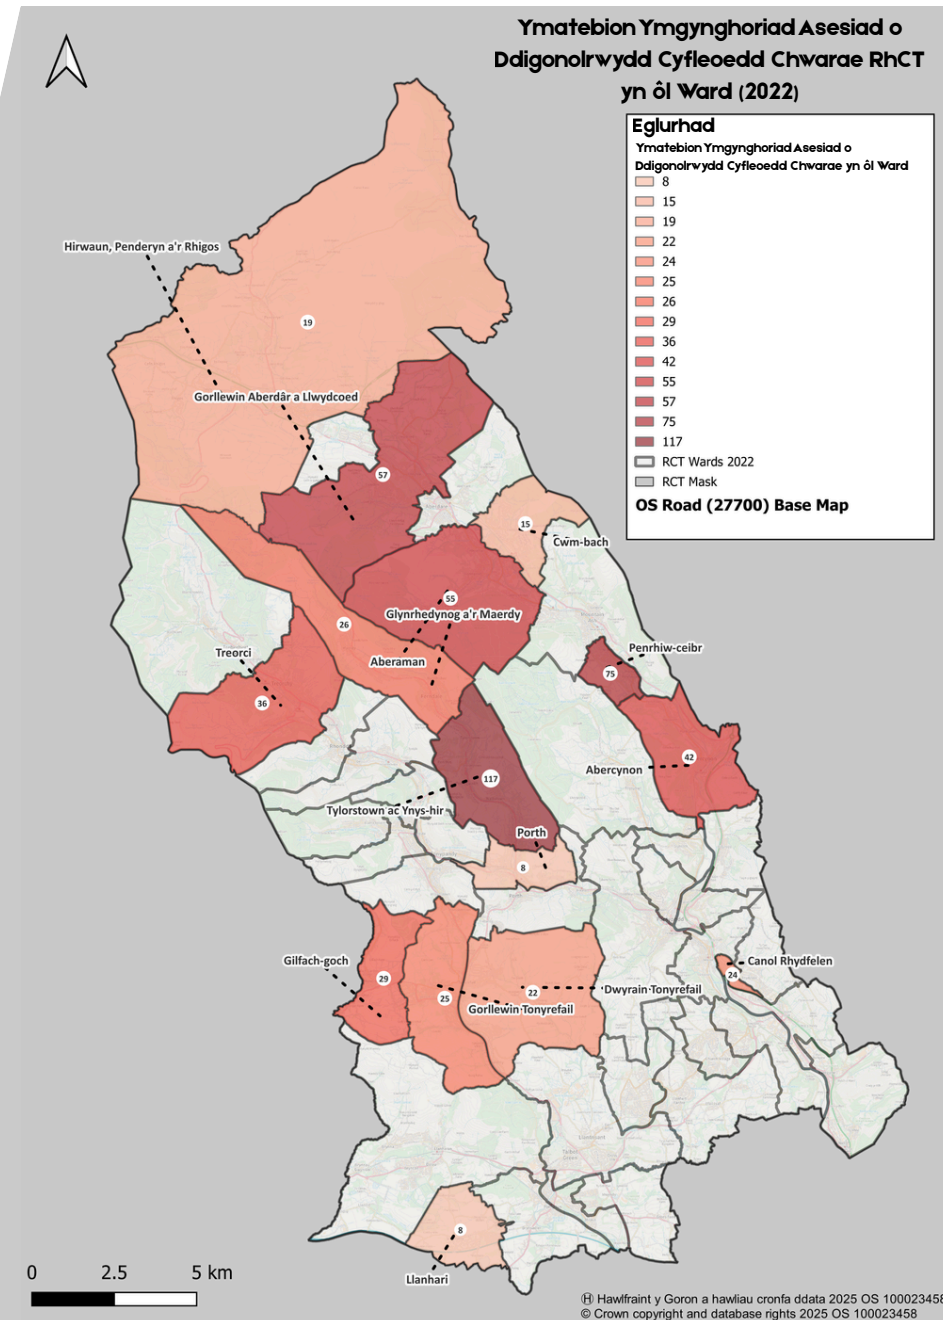 Ymatebion Ymgynghoriad Asesiad o
Ddigonolrwydd Cyfleoedd Chwarae RhCT
yn ôl Ward (2022)
Eglurhad
Ymatebion Ymgynghoriad Asesiad o
Ddigonolrwydd Cyfleoedd Chwarae yn ôl Ward
8
15
19
22
24
25
26
29
36
42
55
57
75
117
RCT Wards 2022
RCT Mask
OS Road (27700) Base Map
Hirwaun, Penderyn a'r Rhigos
19
Gorllewin Aberdâr a Llwydcoed
57
15
Cwm-bach
55
Glynrhedynog a'r Maerdy
26
Aberaman
Treorci
36
Penrhiw-ceibr
75
42
Abercynon
117
Tylorstown ac Ynys-hir
Porth
8
Gilfach-goch
29
25
22
Dwyrain Tonyrefail
Gorllewin Tonyrefail
Canol Rhydfelen
24
8
Llanhari
0 2.5 5 km
Ⓗ Hawlfraint y Goron a hawliau cronfa ddata 2025 OS 100023458
© Crown copyright and database rights 2025 OS 100023458